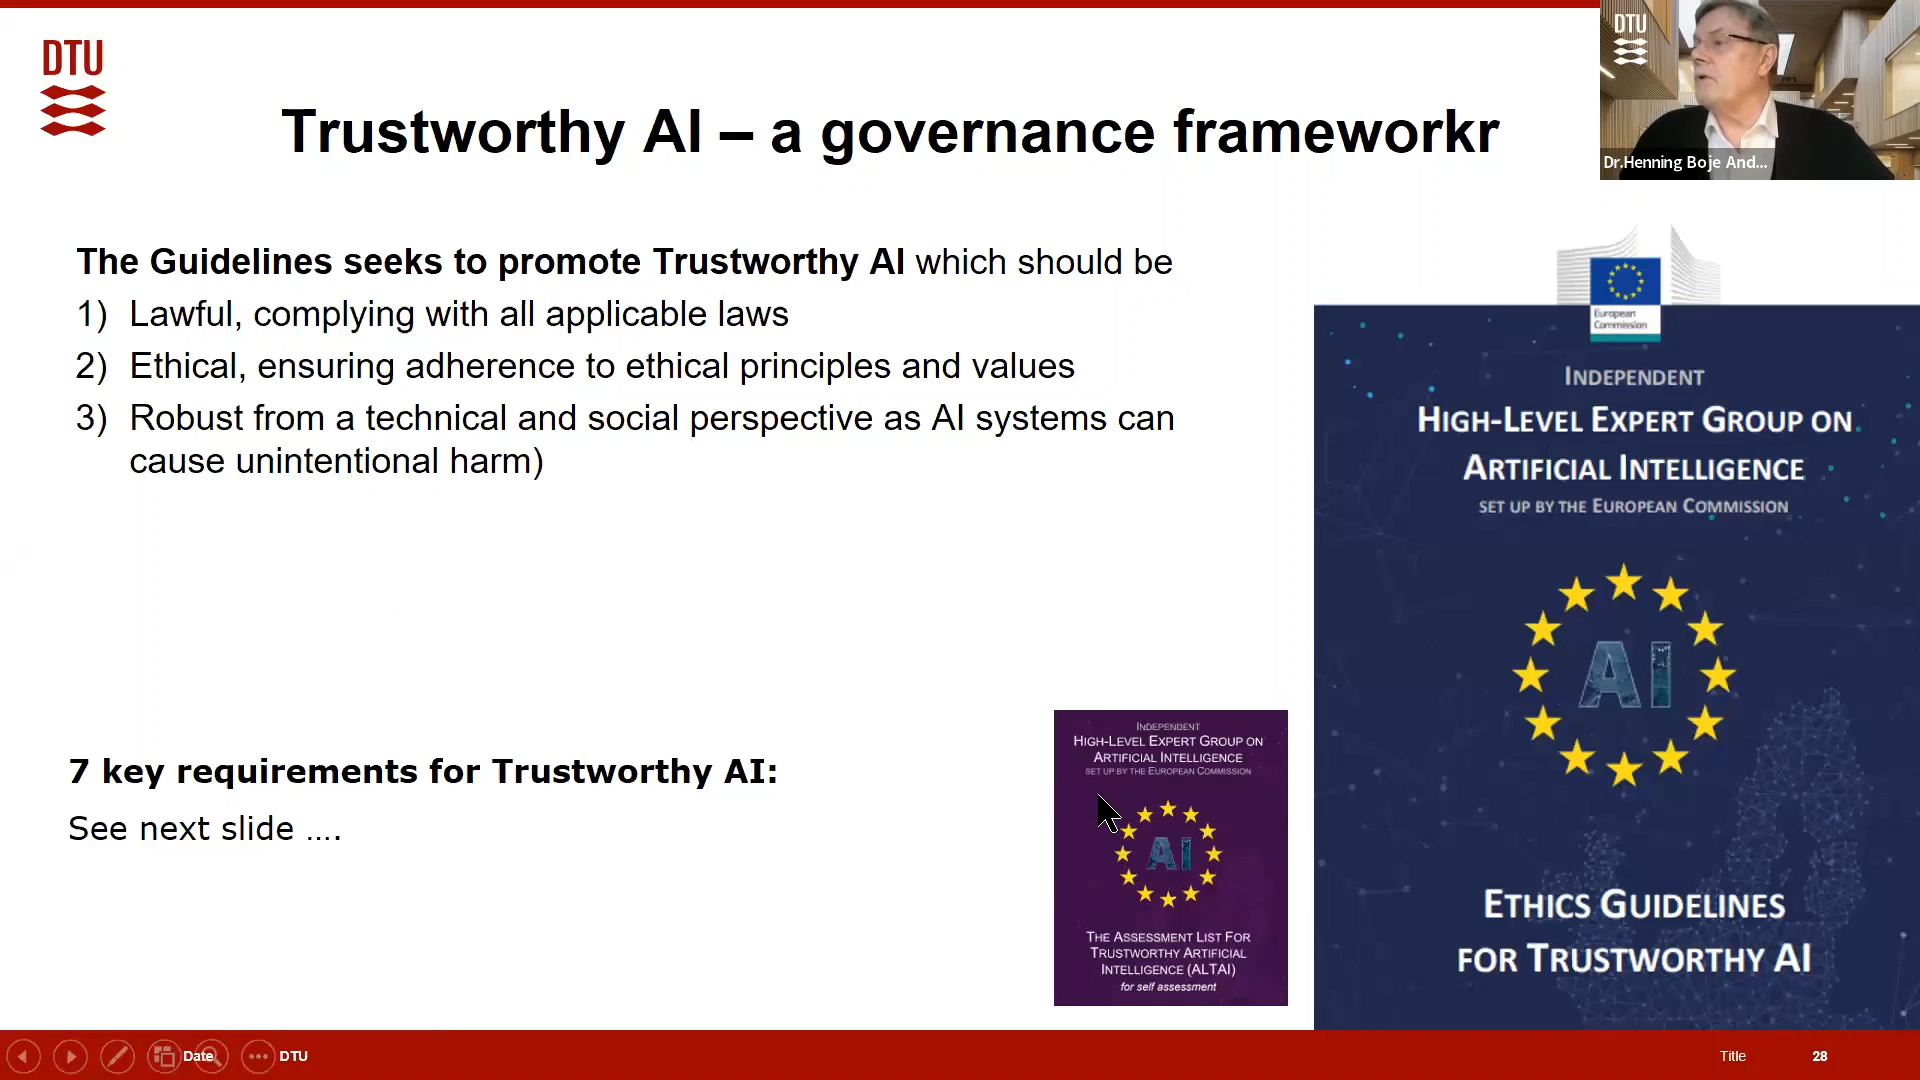 DTU
Trustworthy AI – a governance frameworkr
DTU
Dr.Henning Boje And...
The Guidelines seeks to promote Trustworthy AI which should be
1) Lawful, complying with all applicable laws
2) Ethical, ensuring adherence to ethical principles and values
3) Robust from a technical and social perspective as AI systems can
cause unintentional harm)
7 key requirements for Trustworthy AI:
See next slide ….
INDEPENDENT
HIGH-LEVEL EXPERT GROUP ON
ARTIFICIAL INTELLIGENCE
SET UP BY THE EUROPEAN COMMISSION
AI
THE ASSESSMENT LIST FOR
TRUSTWORTHY ARTIFICIAL
INTELLIGENCE (ALTAI)
for self assessment
European
Commission
INDEPENDENT
HIGH-LEVEL EXPERT GROUP ON
ARTIFICIAL INTELLIGENCE
SET UP BY THE EUROPEAN COMMISSION
AI
ETHICS GUIDELINES
FOR TRUSTWORTHY AI
Date
DTU
Title
28